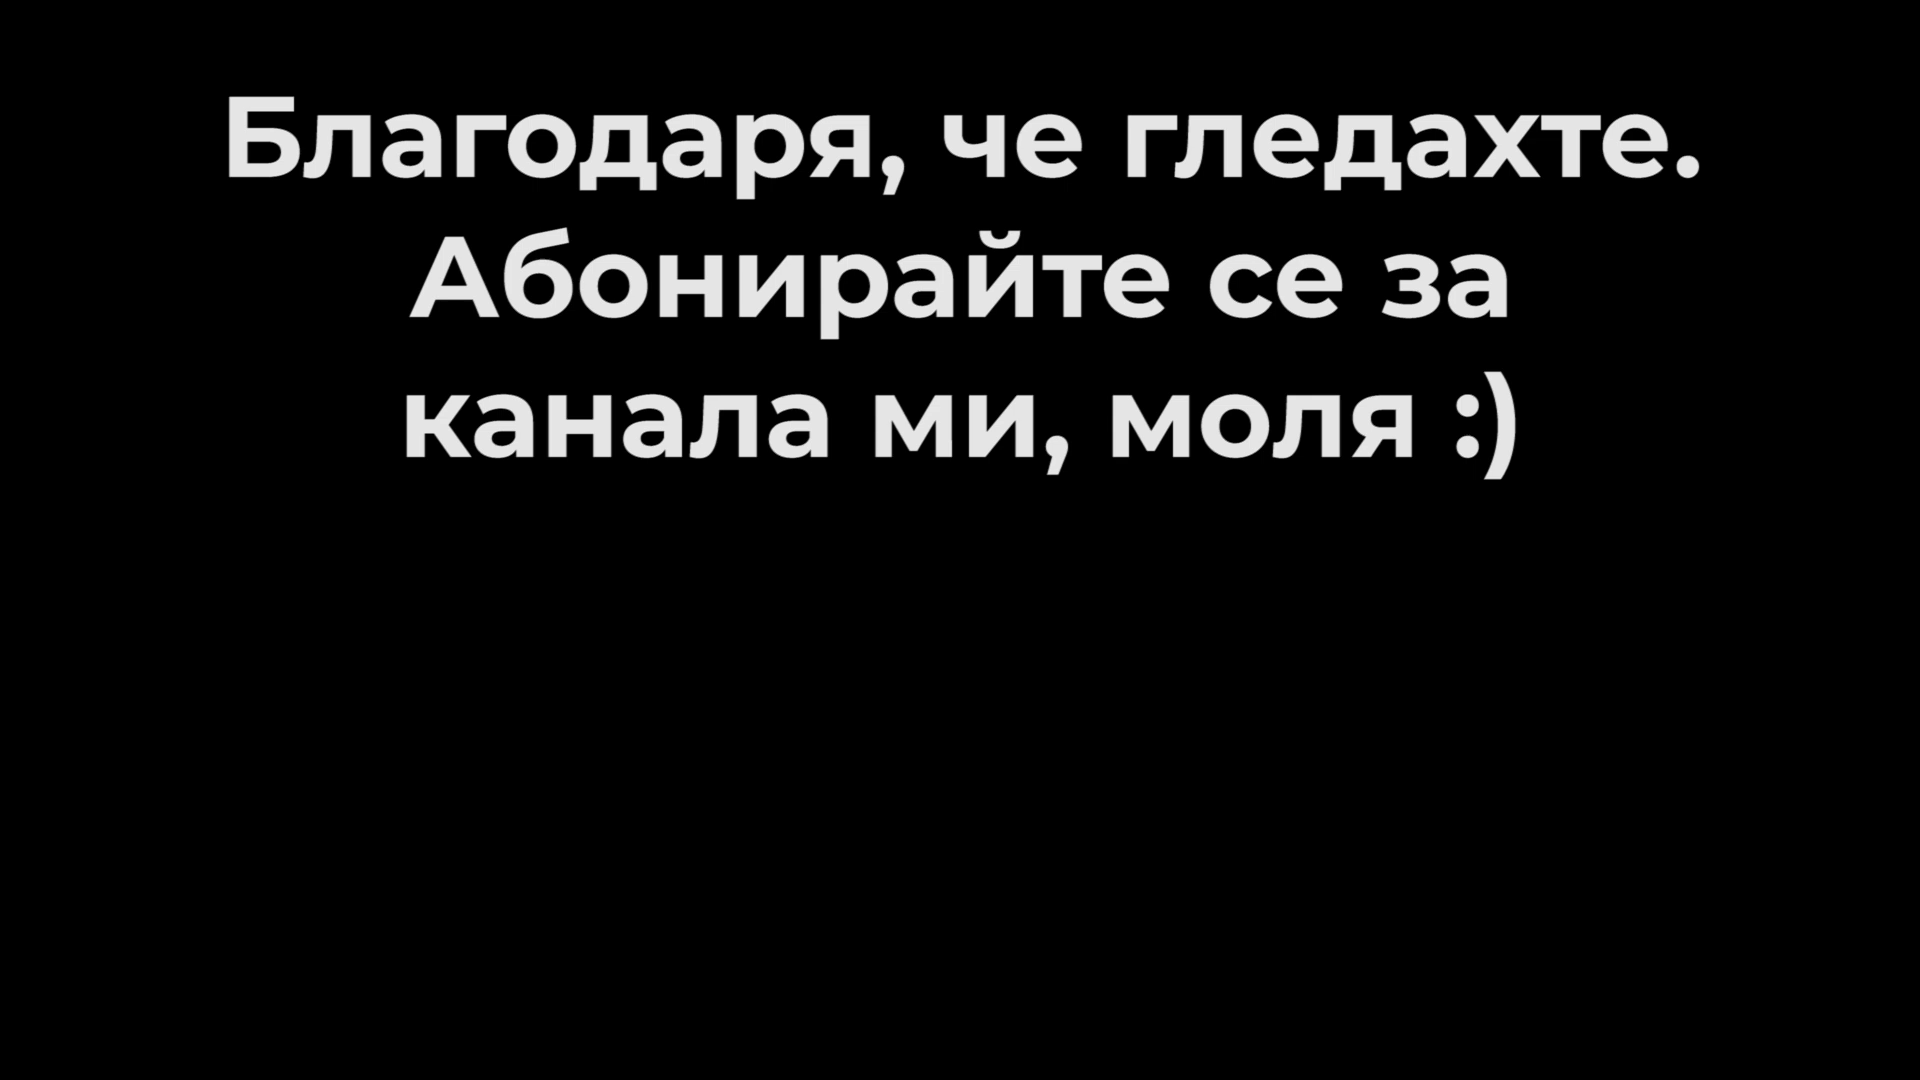 Благодаря, че гледахте.
Абонирайте се за
канала ми, моля :)